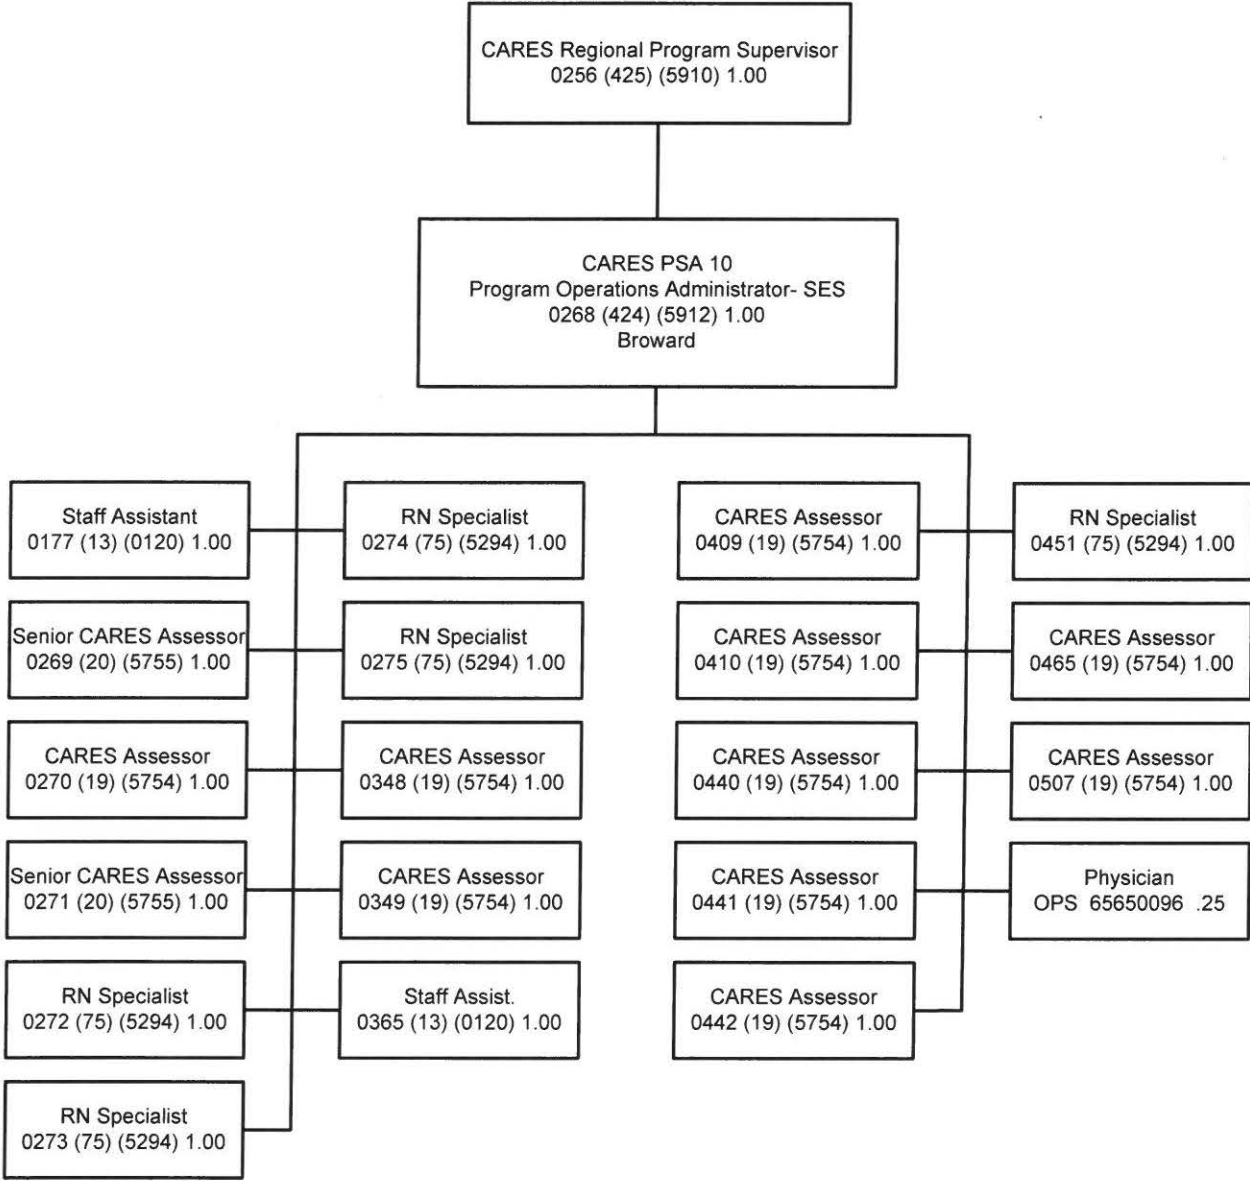 CARES Regional Program Supervisor
0256 (425) (5910) 1.00
CARES PSA 10
Program Operations Administrator- SES
0268 (424) (5912) 1.00
Broward
Staff Assistant
0177 (13) (0120) 1.00
RN Specialist
0274 (75) (5294) 1.00
CARES Assessor
0409 (19) (5754) 1.00
RN Specialist
0451 (75) (5294) 1.00
Senior CARES Assessor
0269 (20) (5755) 1.00
RN Specialist
0275 (75) (5294) 1.00
CARES Assessor
0410 (19) (5754) 1.00
CARES Assessor
0465 (19) (5754) 1.00
CARES Assessor
0270 (19) (5754) 1.00
CARES Assessor
0348 (19) (5754) 1.00
CARES Assessor
0440 (19) (5754) 1.00
CARES Assessor
0507 (19) (5754) 1.00
Senior CARES Assessor
0271 (20) (5755) 1.00
CARES Assessor
0349 (19) (5754) 1.00
CARES Assessor
0441 (19) (5754) 1.00
Physician
OPS 65650096 .25
RN Specialist
0272 (75) (5294) 1.00
Staff Assist.
0365 (13) (0120) 1.00
CARES Assessor
0442 (19) (5754) 1.00
RN Specialist
0273 (75) (5294) 1.00